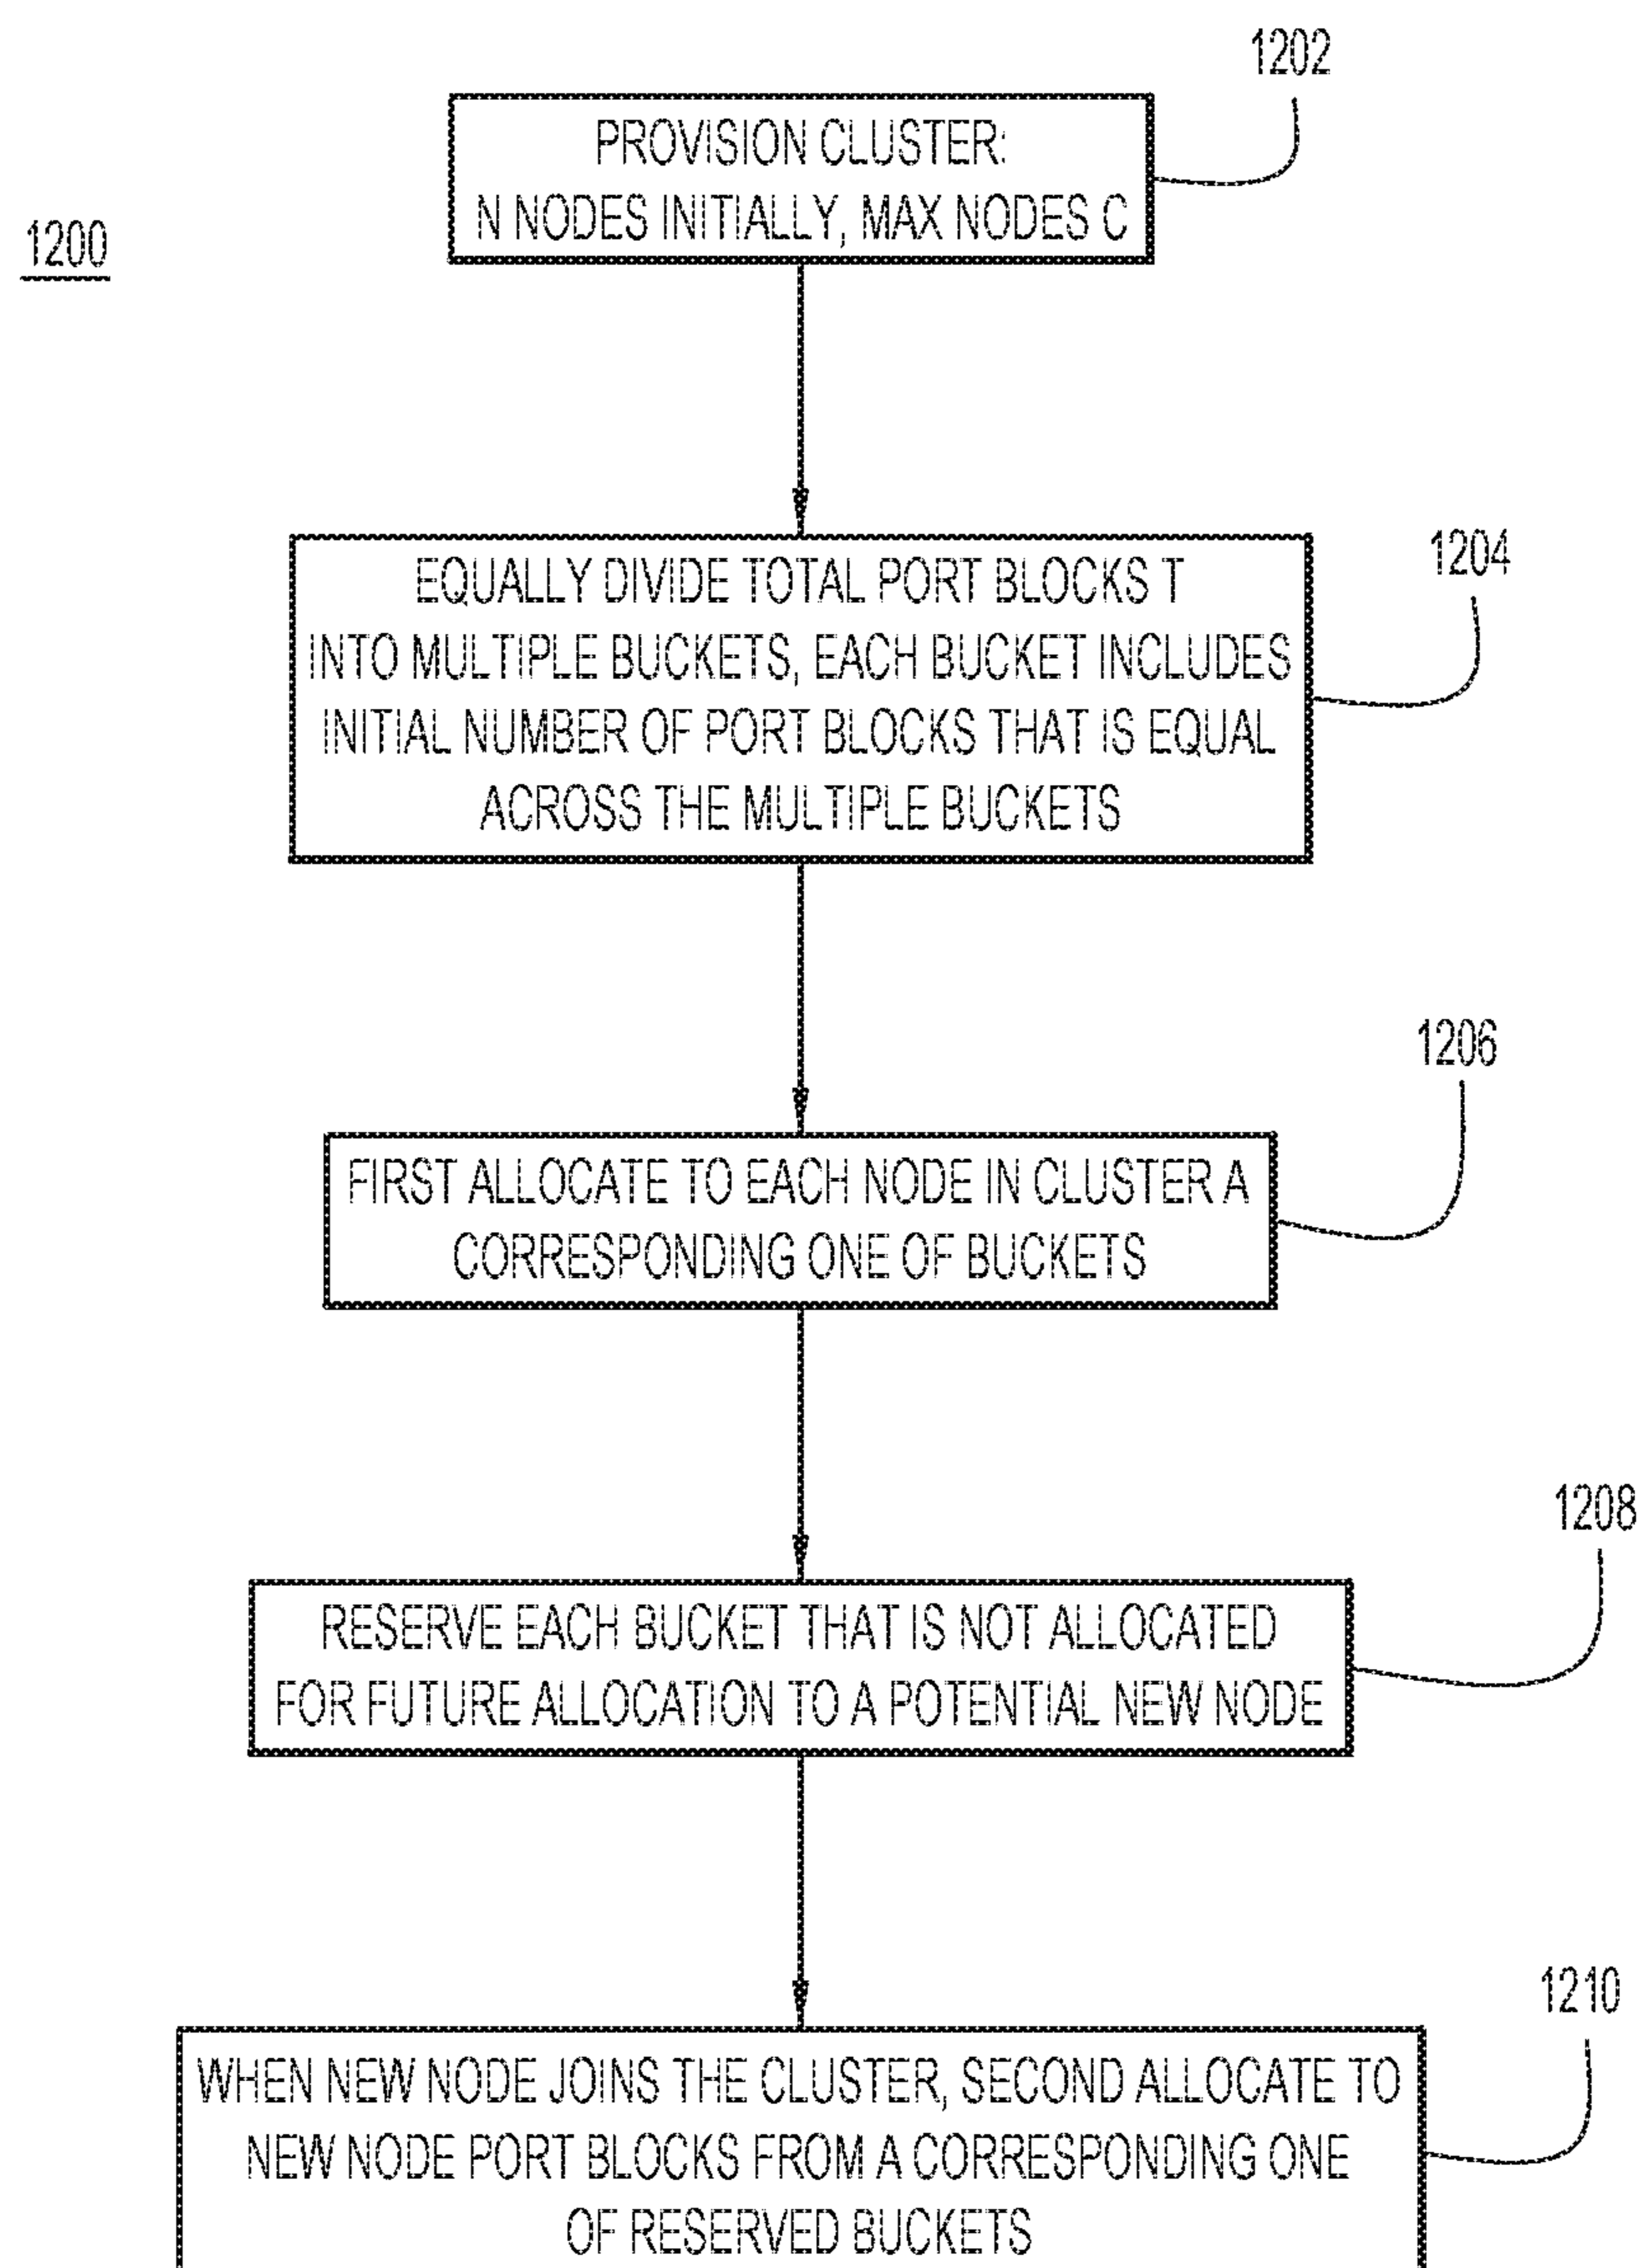 1202
PROVISION CLUSTER:
N NODES INITIALLY, MAX NODES C
1200
1204
EQUALLY DIVIDE TOTAL PORT BLOCKS T
INTO MULTIPLE BUCKETS, EACH BUCKET INCLUDES
INITIAL NUMBER OF PORT BLOCKS THAT IS EQUAL
ACROSS THE MULTIPLE BUCKETS
1206
FIRST ALLOCATE TO EACH NODE IN CLUSTER A
CORRESPONDING ONE OF BUCKETS
1208
RESERVE EACH BUCKET THAT IS NOT ALLOCATED
FOR FUTURE ALLOCATION TO A POTENTIAL NEW NODE
1210
WHEN NEW NODE JOINS THE CLUSTER, SECOND ALLOCATE TO
NEW NODE PORT BLOCKS FROM A CORRESPONDING ONE
OF RESERVED BUCKETS